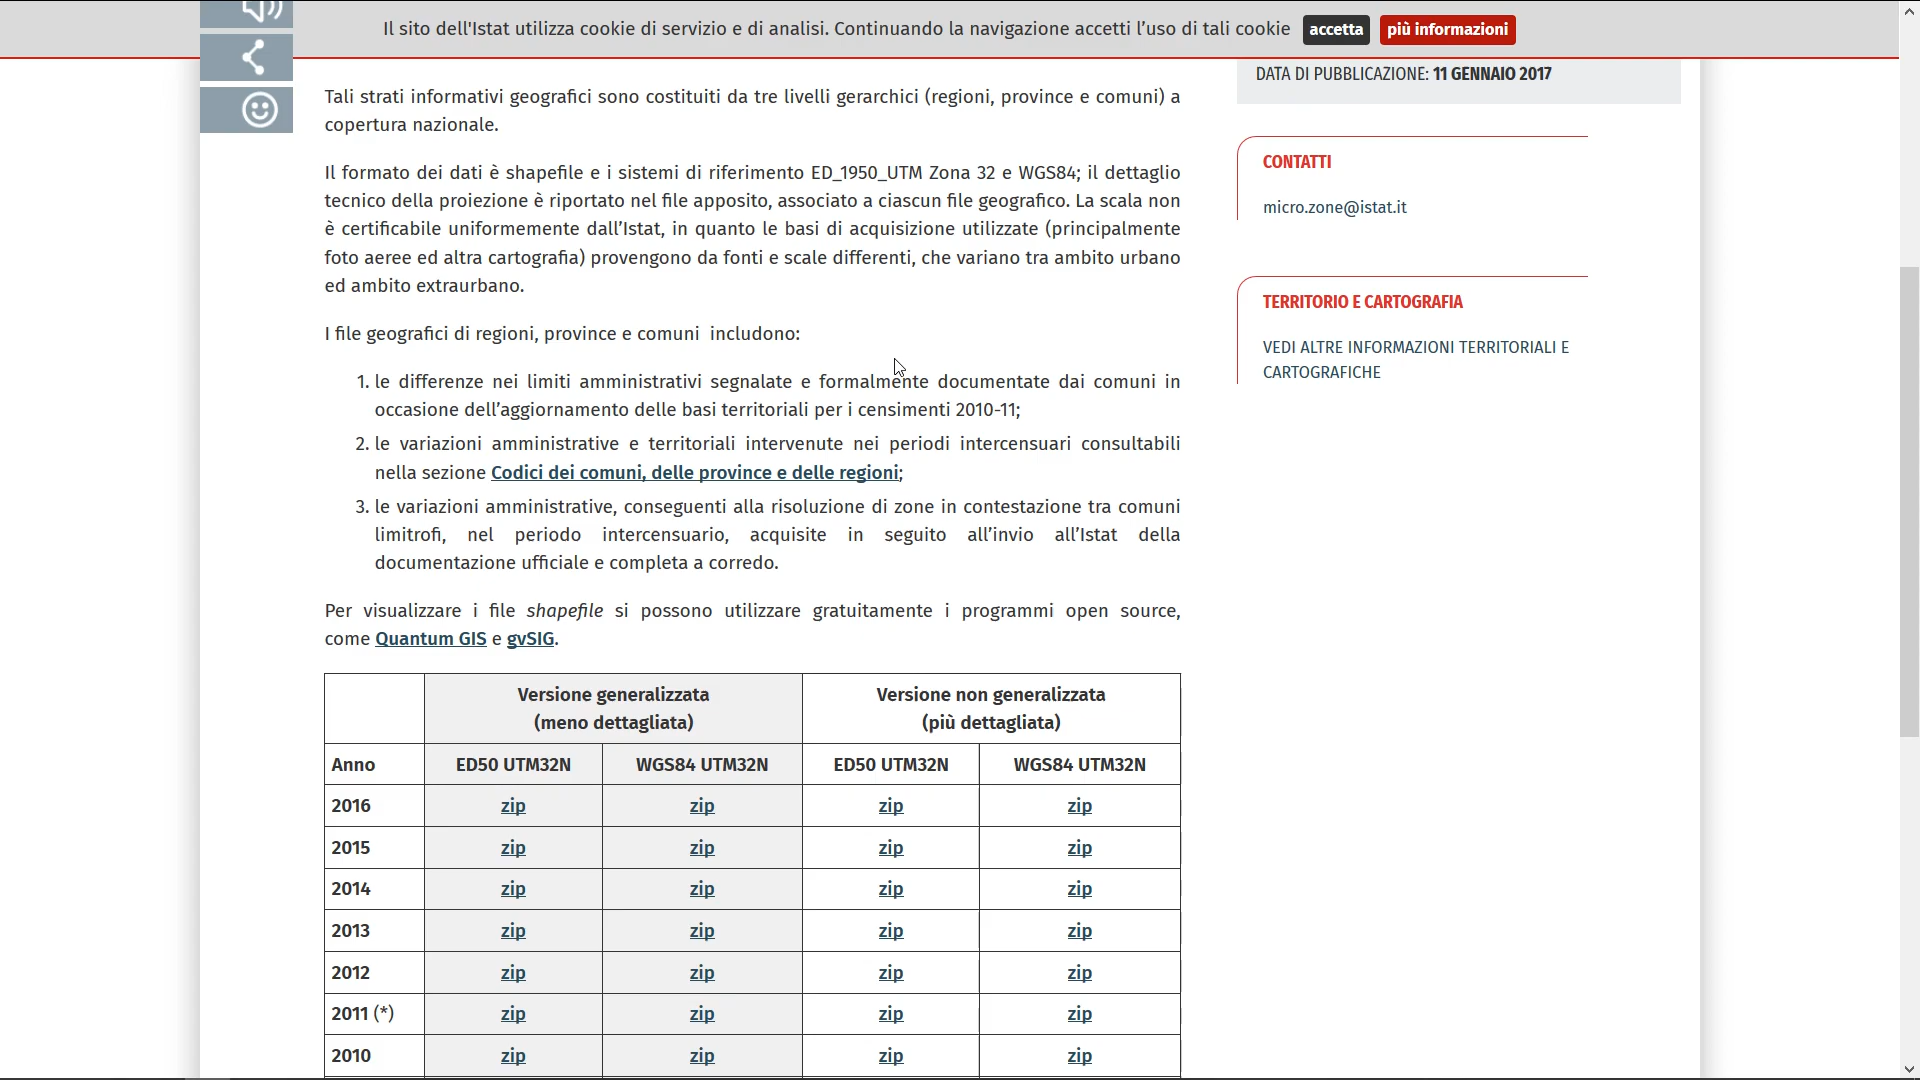 Il sito dell'Istat utilizza cookie di servizio e di analisi. Continuando la navigazione accetti l’uso di tali cookie accetta più informazioni
DATA DI PUBBLICAZIONE: 11 GENNAIO 2017
Tali strati informativi geografici sono costituiti da tre livelli gerarchici (regioni, province e comuni) a
copertura nazionale.
Il formato dei dati è shapefile e i sistemi di riferimento ED_1950_UTM Zona 32 e WGS84; il dettaglio
tecnico della proiezione è riportato nel file apposito, associato a ciascun file geografico. La scala non
è certificabile uniformemente dall’Istat, in quanto le basi di acquisizione utilizzate (principalmente
foto aeree ed altra cartografia) provengono da fonti e scale differenti, che variano tra ambito urbano
ed ambito extraurbano.
I file geografici di regioni, province e comuni includono:
1. le differenze nei limiti amministrativi segnalate e formalmente documentate dai comuni in
occasione dell’aggiornamento delle basi territoriali per i censimenti 2010-11;
2. le variazioni amministrative e territoriali intervenute nei periodi intercensuari consultabili
nella sezione Codici dei comuni, delle province e delle regioni;
3. le variazioni amministrative, conseguenti alla risoluzione di zone in contestazione tra comuni
limitrofi, nel periodo intercensuario, acquisite in seguito all’invio all’Istat della
documentazione ufficiale e completa a corredo.
Per visualizzare i file shapefile si possono utilizzare gratuitamente i programmi open source,
come Quantum GIS e gvSIG.
Versione generalizzata
(meno dettagliata)
Versione non generalizzata
(più dettagliata)
Anno ED50 UTM32N WGS84 UTM32N ED50 UTM32N WGS84 UTM32N
2016 zip zip zip zip
2015 zip zip zip zip
2014 zip zip zip zip
2013 zip zip zip zip
2012 zip zip zip zip
2011 (*) zip zip zip zip
2010 zip zip zip zip
CONTATTI
micro.zone@istat.it
TERRITORIO E CARTOGRAFIA
VEDI ALTRE INFORMAZIONI TERRITORIALI E
CARTOGRAFICHE